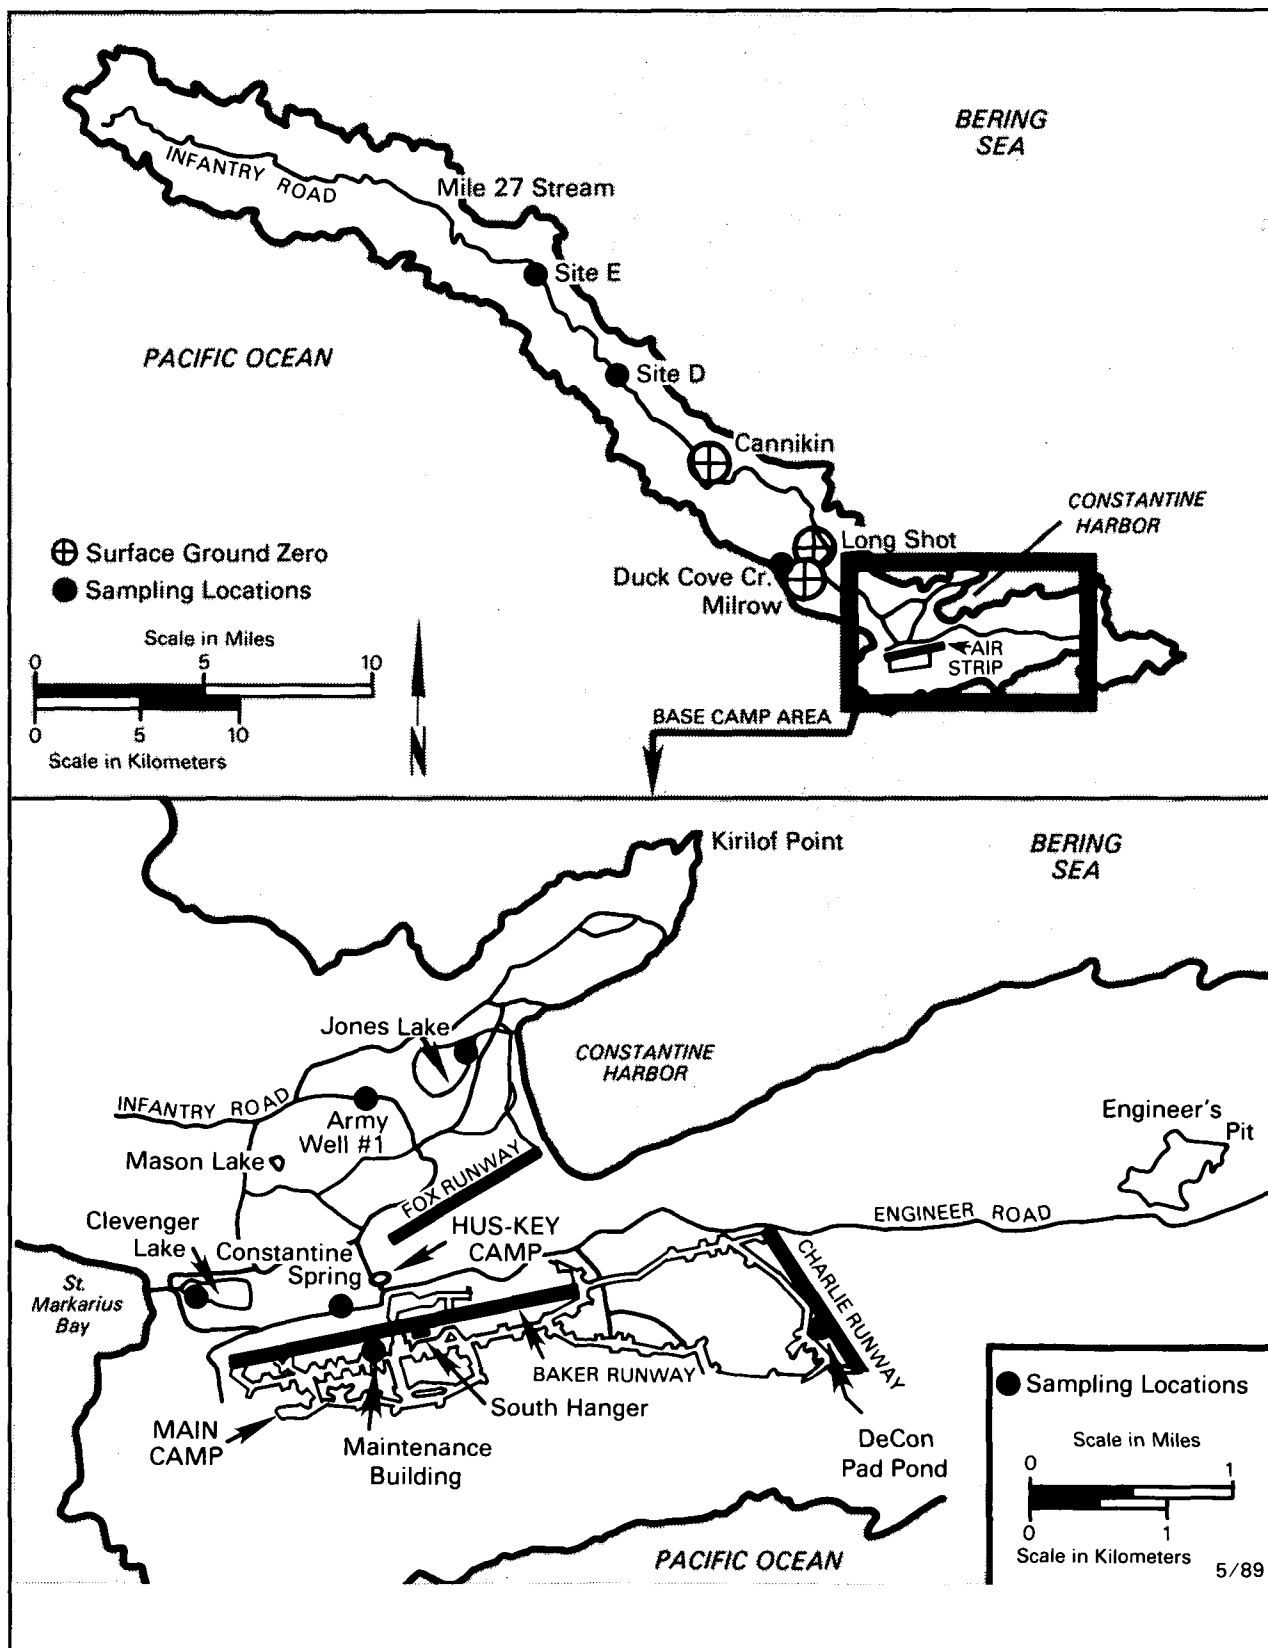 BERING
SEA
INFANTRY ROAD
Mile 27 Stream
Site E
PACIFIC OCEAN
Site D
Cannikin
CONSTANTINE
HARBOR
Surface Ground Zero
Long Shot
Sampling Locations
Duck Cove Cr.
Milrow
Scale in Miles
0 5 10
0 5 10
Scale in Kilometers
N
AIR
STRIP
BASE CAMP AREA
Kirilof Point
BERING
SEA
Jones Lake
CONSTANTINE
HARBOR
INFANTRY ROAD
Army
Well #1
Engineer's
Pit
Mason Lake
FOX RUNWAY
Clevenger
Lake
Constantine
Spring
HUS-KEY
CAMP
ENGINEER ROAD
CHARLIE RUNWAY
St.
Markarius
Bay
BAKER RUNWAY
South Hanger
MAIN
CAMP
Maintenance
Building
DeCon
Pad Pond
PACIFIC OCEAN
Sampling Locations
Scale in Miles
0 1
0 1
Scale in Kilometers
5/89